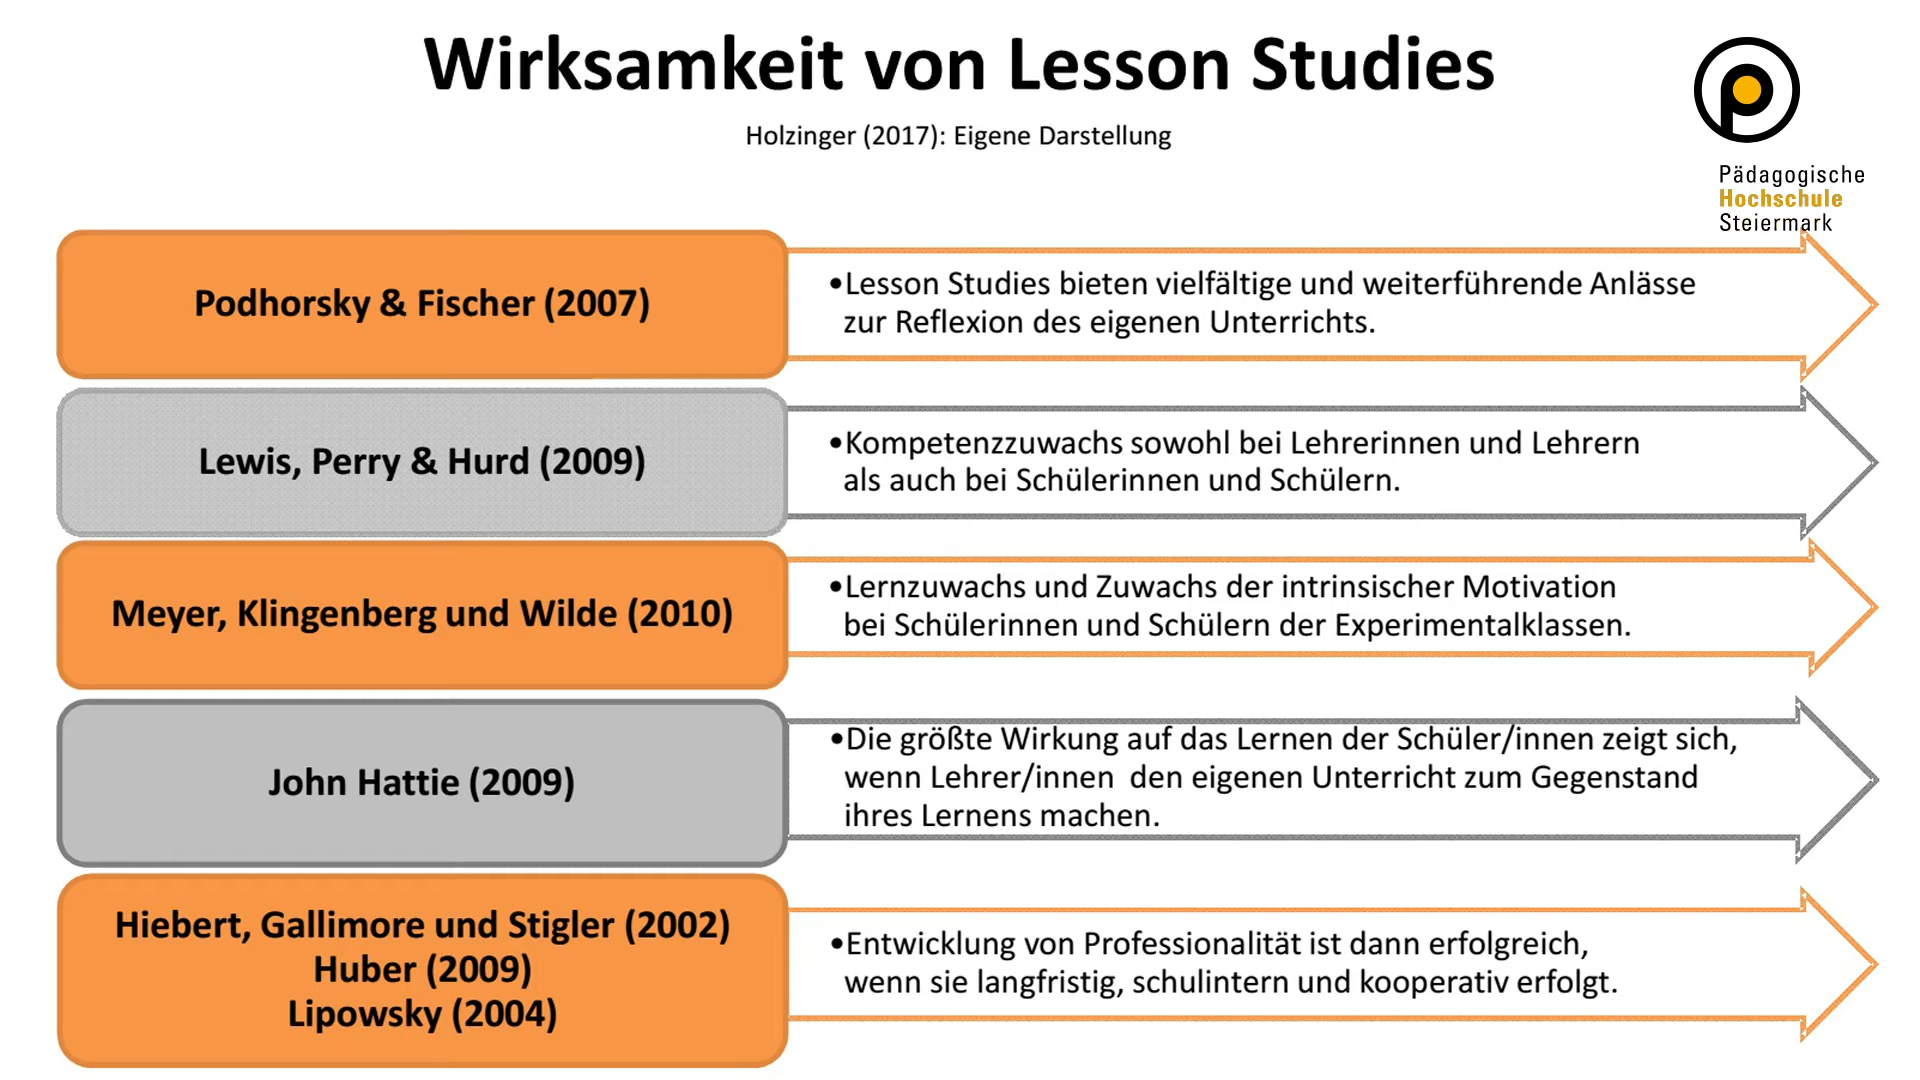 Wirksamkeit von Lesson Studies
Holzinger (2017): Eigene Darstellung
Pädagogische
Hochschule
Steiermark
Podhorsky & Fischer (2007)
•Lesson Studies bieten vielfältige und weiterführende Anlässe
zur Reflexion des eigenen Unterrichts.
Lewis, Perry & Hurd (2009)
•Kompetenzzuwachs sowohl bei Lehrerinnen und Lehrern
als auch bei Schülerinnen und Schülern.
Meyer, Klingenberg und Wilde (2010)
•Lernzuwachs und Zuwachs der intrinsischer Motivation
bei Schülerinnen und Schülern der Experimentalklassen.
John Hattie (2009)
•Die größte Wirkung auf das Lernen der Schüler/innen zeigt sich,
wenn Lehrer/innen  den eigenen Unterricht zum Gegenstand
ihres Lernens machen.
Hiebert, Gallimore und Stigler (2002)
Huber (2009)
Lipowsky (2004)
•Entwicklung von Professionalität ist dann erfolgreich,
wenn sie langfristig, schulintern und kooperativ erfolgt.